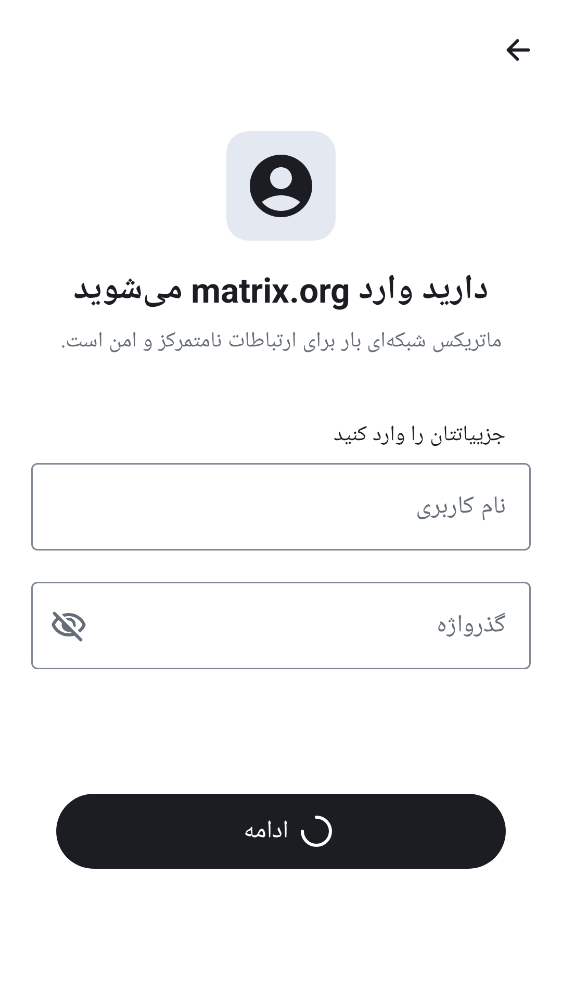 دارید وارد matrix.org می‌شوید
ماتریکس شبکه‌ای بار برای ارتباطات نامتمرکز و امن است.
جزییاتتان را وارد کنید
نام کاربری
گذرواژه
ادامه